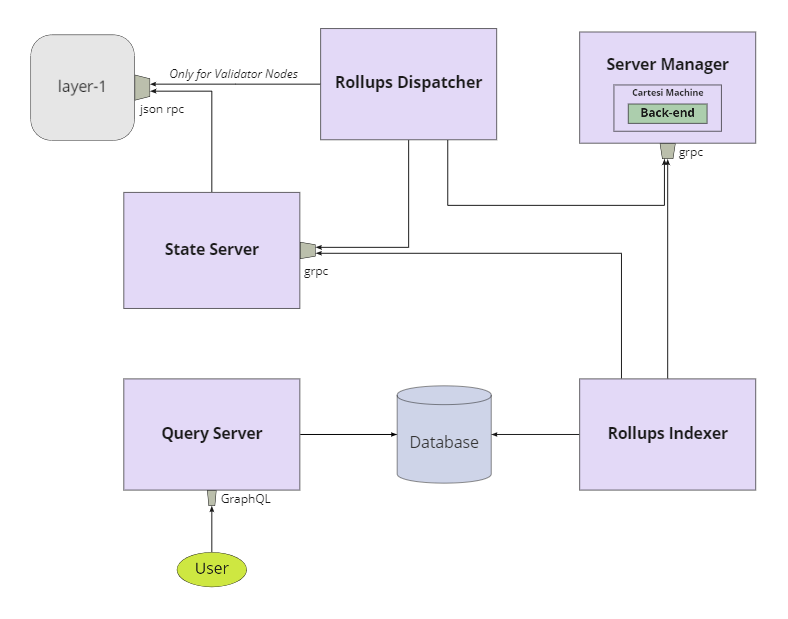 layer-1
Only for Validator Nodes
json rpc
Rollups Dispatcher
Server Manager
Cartesi Machine
Back-end
grpc
State Server
grpc
Query Server
Database
Rollups Indexer
GraphQL
User